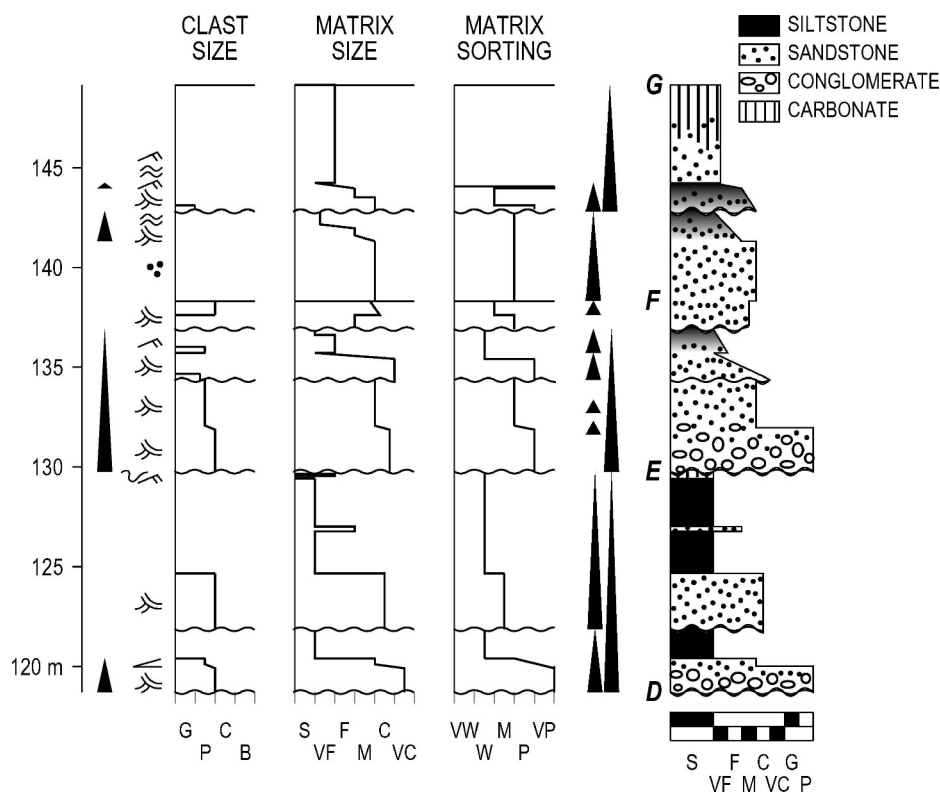 CLAST
SIZE
MATRIX
SIZE
MATRIX
SORTING
SILTSTONE
SANDSTONE
CONGLOMERATE
CARBONATE
G
145
140
F
135
130
E
125
120 m
D
G C
P B
S F C
VF M VC
VW M VP
W P
S F C G
VF M VC P